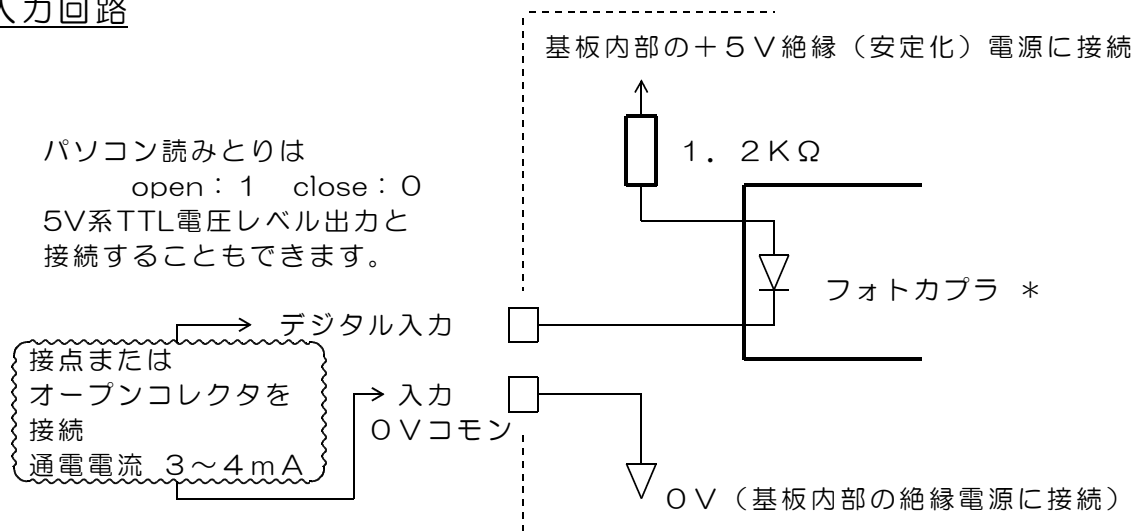 入力回路
基板内部の＋５Ｖ絶縁（安定化）電源に接続
１．２ＫΩ
パソコン読みとりは
open：１　close：０
5V系TTL電圧レベル出力と
接続することもできます。
フォトカプラ ＊
デジタル入力
接点または
オープンコレクタを
接続
通電電流 ３～４ｍＡ
入力
０Ｖコモン
０Ｖ（基板内部の絶縁電源に接続）